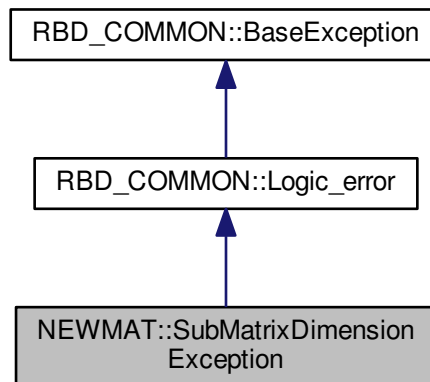 RBD_COMMON::BaseException
RBD_COMMON::Logic_error
NEWMAT::SubMatrixDimension
Exception